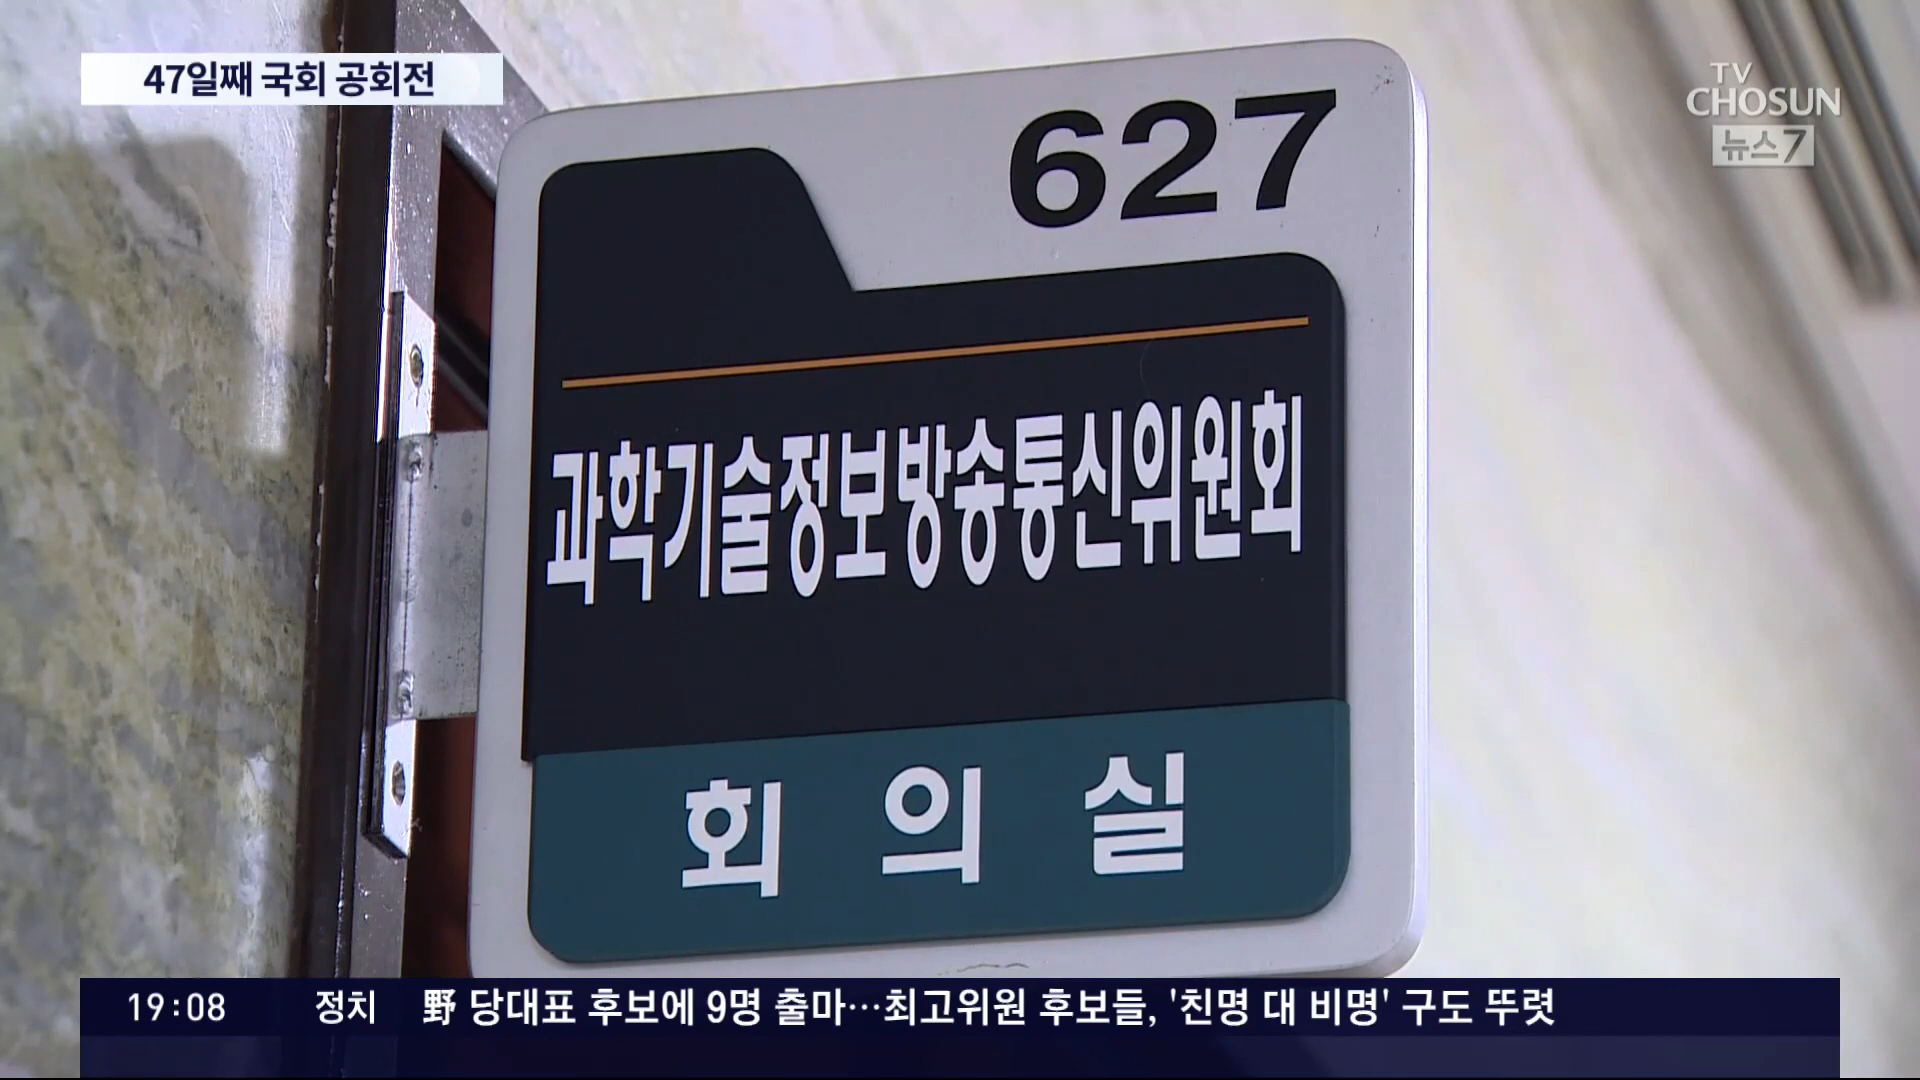 47일째 국회 공회전
TV
CHOSUN
뉴스7
627
과학기술정보방송통신위원회
회 의 실
19:08 정치 野 당대표 후보에 9명 출마…최고위원 후보들, '친명 대 비명' 구도 뚜렷